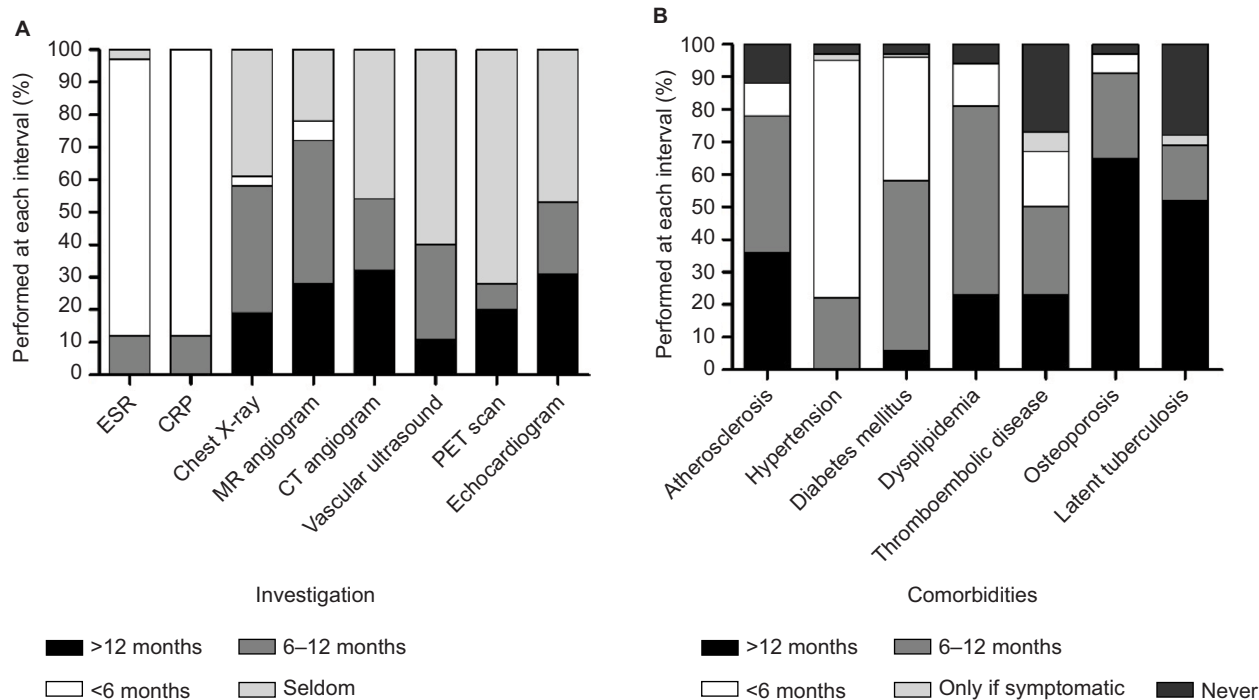 A
Performed at each interval (%)
100
90
80
70
60
50
40
30
20
10
0
ESR
CRP
Chest X-ray
MR angiogram
CT angiogram
Vascular ultrasound
PET scan
Echocardiogram
Investigation
>12 months
6–12 months
<6 months
Seldom
B
Performed at each interval (%)
100
90
80
70
60
50
40
30
20
10
0
Atherosclerosis
Hypertension
Diabetes mellitus
Dysplipidemia
Thromboembolic disease
Osteoporosis
Latent tuberculosis
Comorbidities
>12 months
6–12 months
<6 months
Only if symptomatic
Never